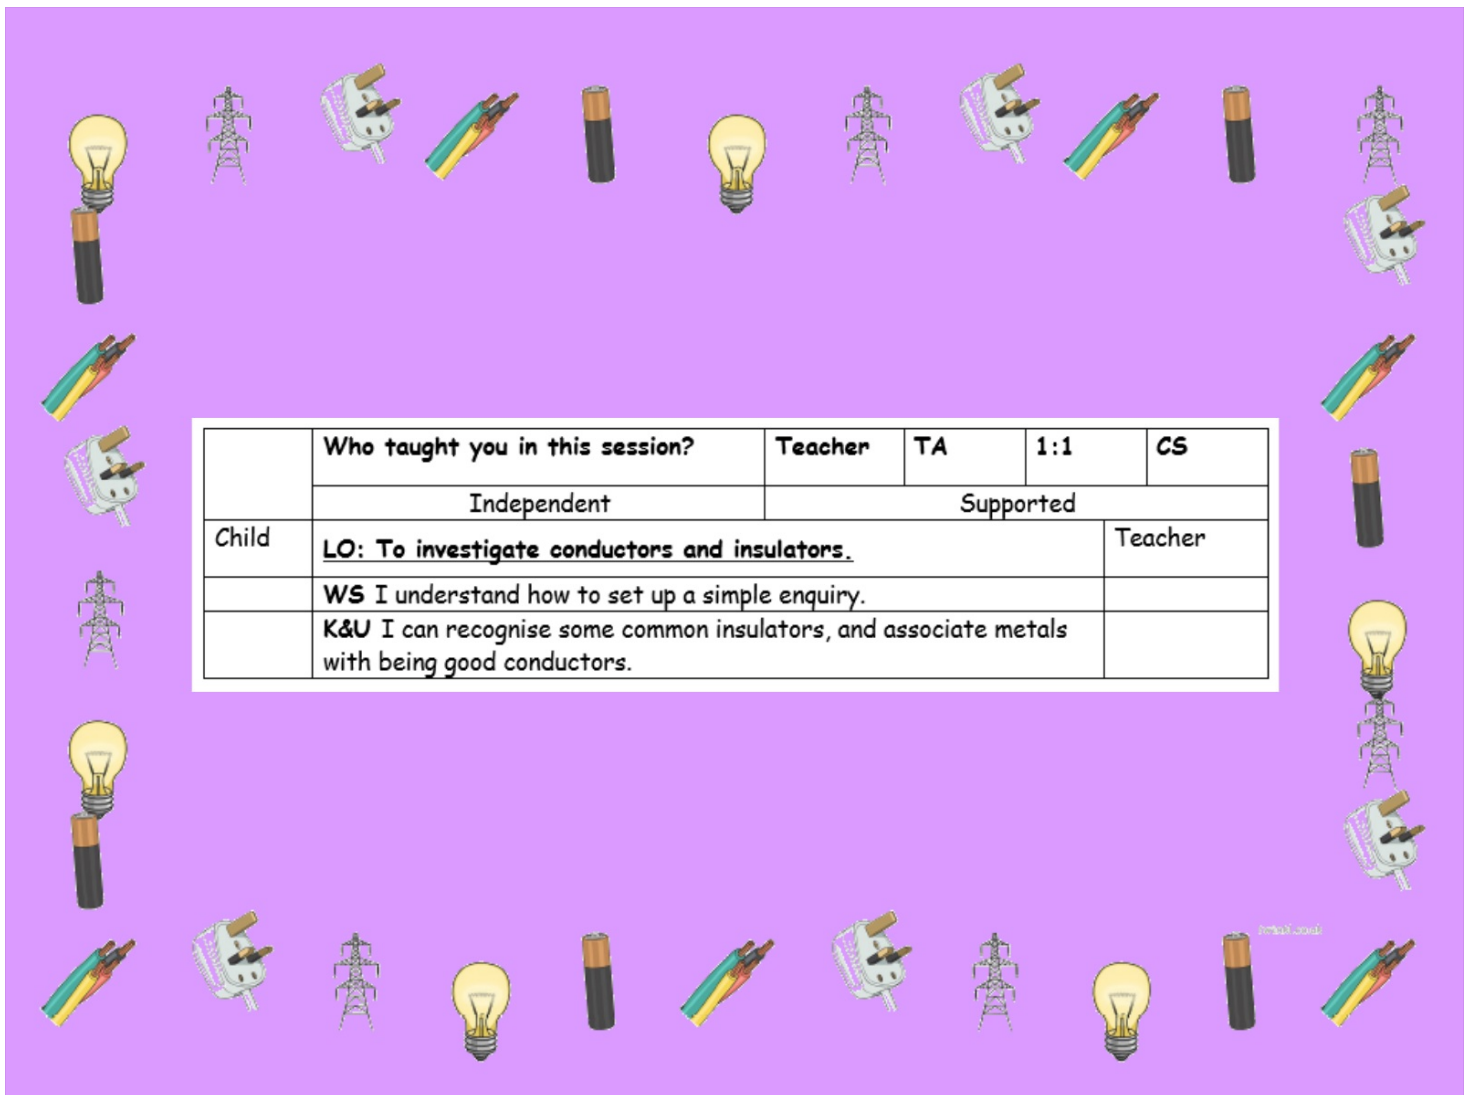 Who taught you in this session? Teacher TA 1:1 CS
Independent Supported
Child LO: To investigate conductors and insulators. Teacher
WS I understand how to set up a simple enquiry.
K&U I can recognise some common insulators, and associate metals
with being good conductors.